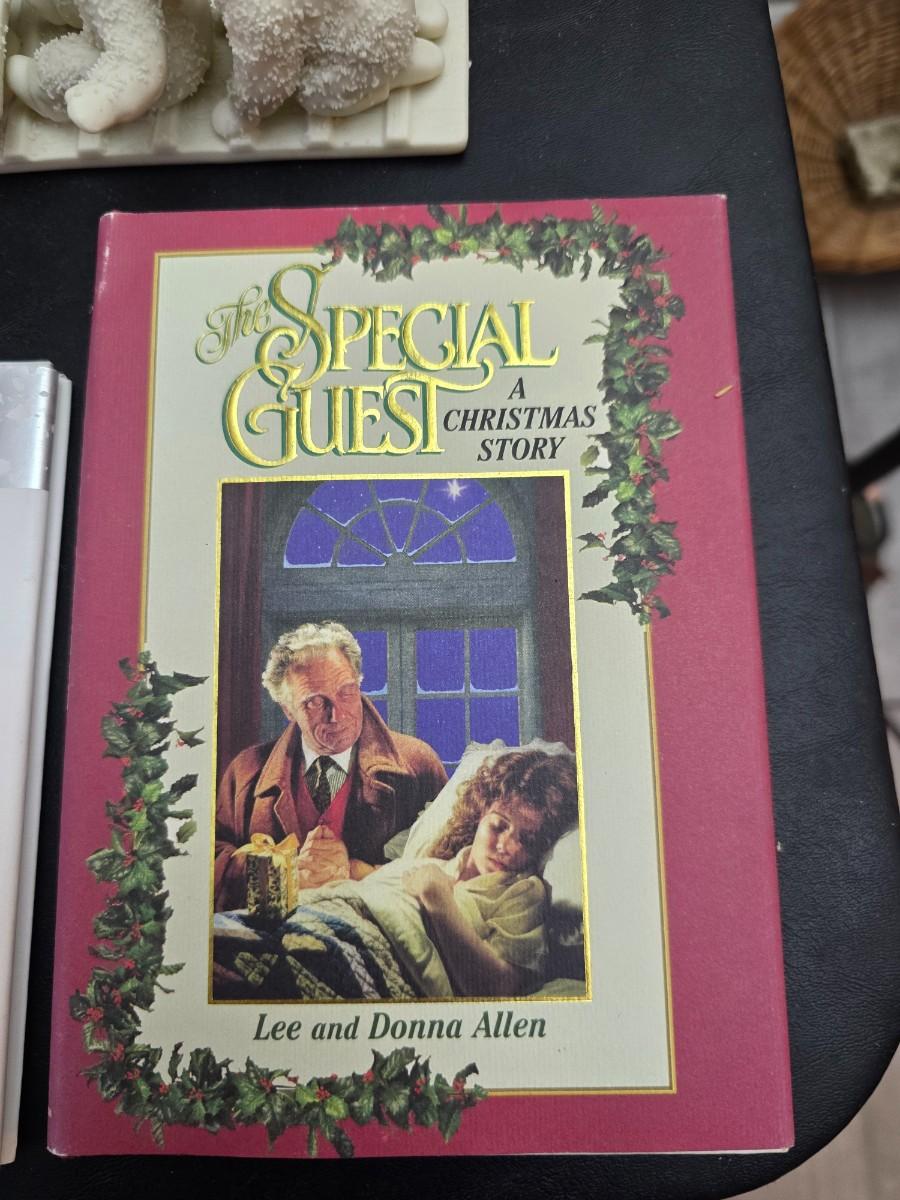 The SPECIAL
GUEST
A
CHRISTMAS
STORY
Lee and Donna Allen